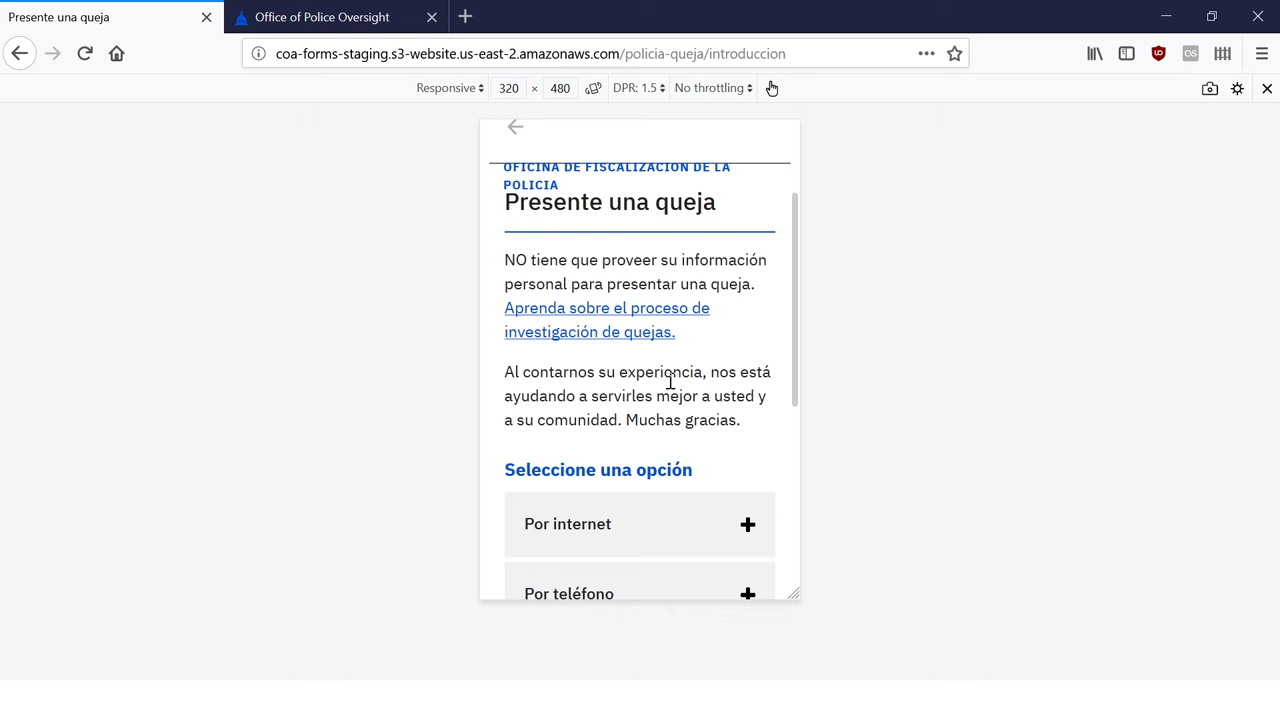 Presente una queja
Office of Police Oversight
coa-forms-staging.s3-website.us-east-2.amazonaws.com/policia-queja/introduccion
Responsive 320 × 480 DPR: 1.5 No throttling
OFICINA DE FISCALIZACIÓN DE LA
POLICIA
Presente una queja
NO tiene que proveer su información
personal para presentar una queja.
Aprenda sobre el proceso de
investigación de quejas.
Al contarnos su experiencia, nos está
ayudando a servirles mejor a usted y
a su comunidad. Muchas gracias.
Seleccione una opción
Por internet
Por teléfono